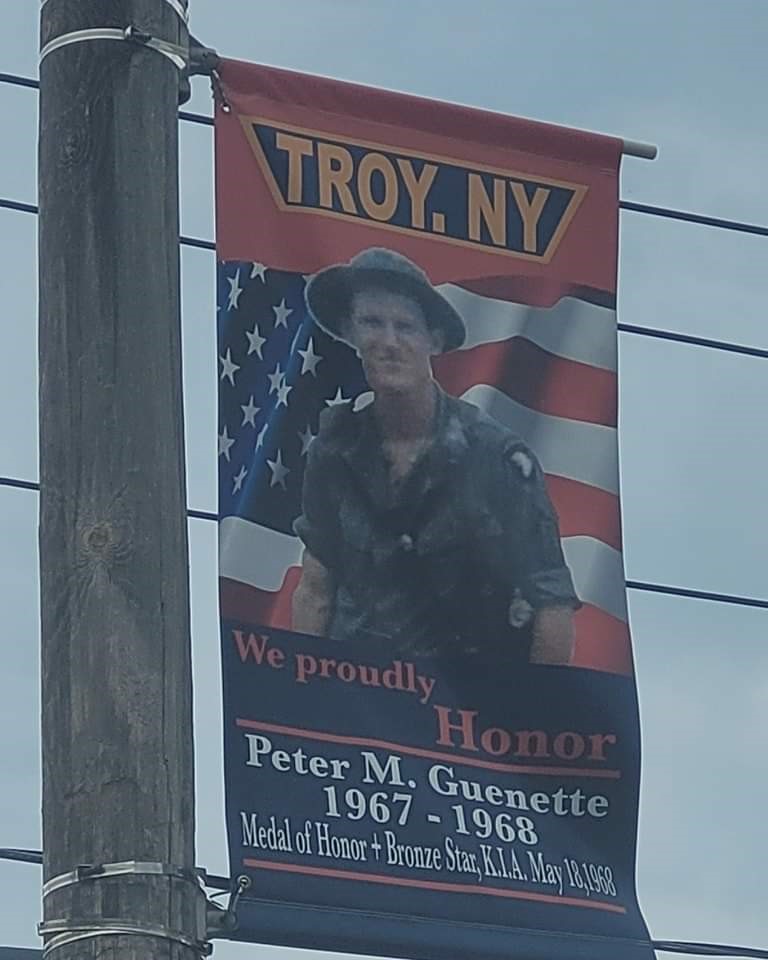 TROY, NY
We proudly
Honor
Peter M. Guenette
1967 - 1968
Medal of Honor + Bronze Star, K.I.A. May 18,1968